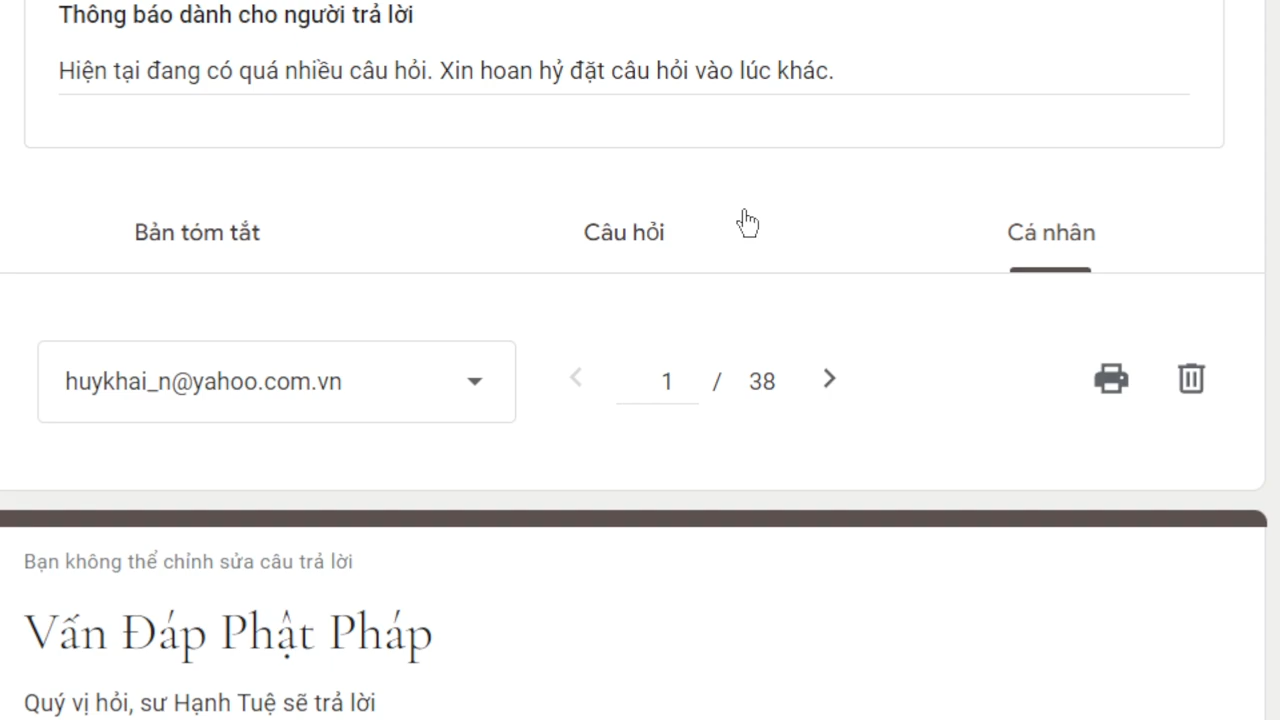 Thông báo dành cho người trả lời
Hiện tại đang có quá nhiều câu hỏi. Xin hoan hỷ đặt câu hỏi vào lúc khác.
Bản tóm tắt Câu hỏi Cá nhân
huykhai_n@yahoo.com.vn 1 / 38
Bạn không thể chỉnh sửa câu trả lời
Vấn Đáp Phật Pháp
Quý vị hỏi, sư Hạnh Tuệ sẽ trả lời